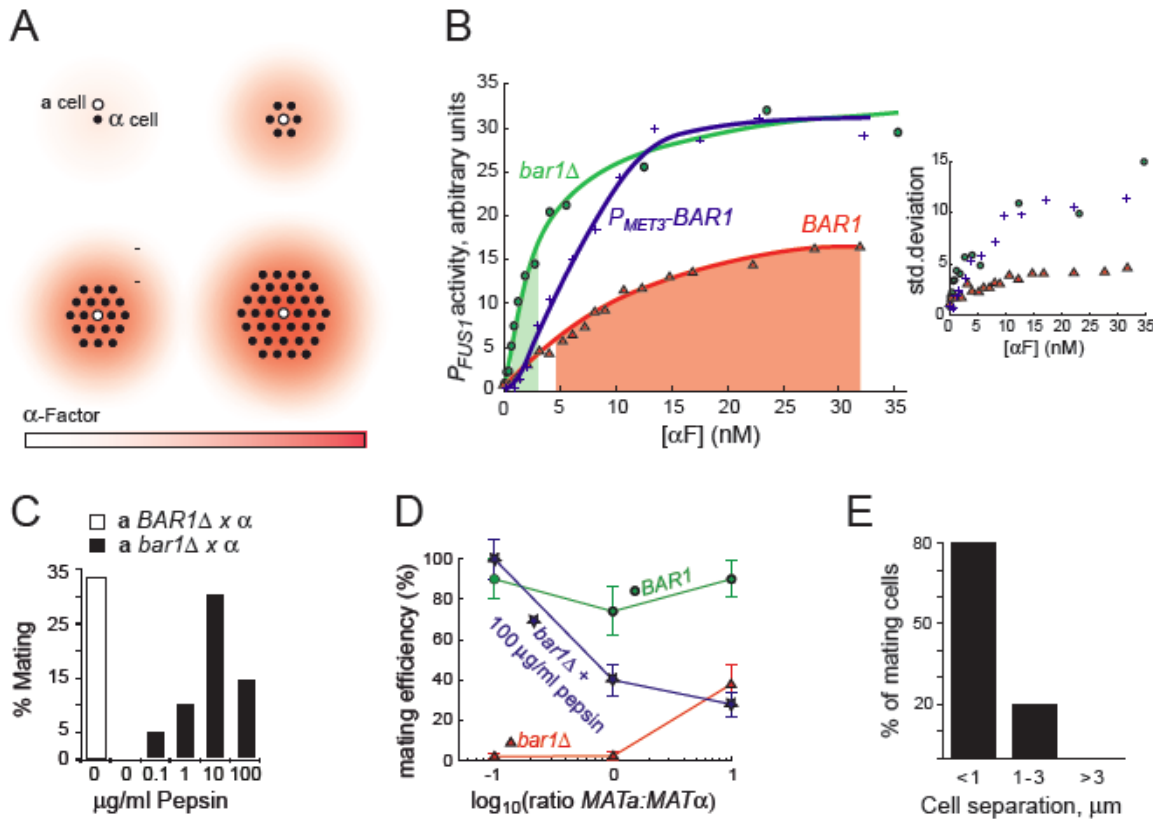 A
a cell
α cell
-
-
α-Factor
B
P_FUS1 activity, arbitrary units
35
30
25
20
15
10
5
0
bar1Δ
P_MET3-BAR1
BAR1
0 5 10 15 20 25 30 35
[αF] (nM)
std.deviation
15
10
5
0
0 5 10 15 20 25 30 35
[αF] (nM)
C
a BAR1Δ x α
a bar1Δ x α
% Mating
35
25
15
5
0
0 0 0.1 1 10 100
μg/ml Pepsin
D
mating efficiency (%)
100
80
60
40
20
0
BAR1
bar1Δ +
100 μg/ml pepsin
bar1Δ
-1 0 1
log10(ratio MATa:MATα)
E
% of mating cells
80
50
20
<1 1-3 >3
Cell separation, μm